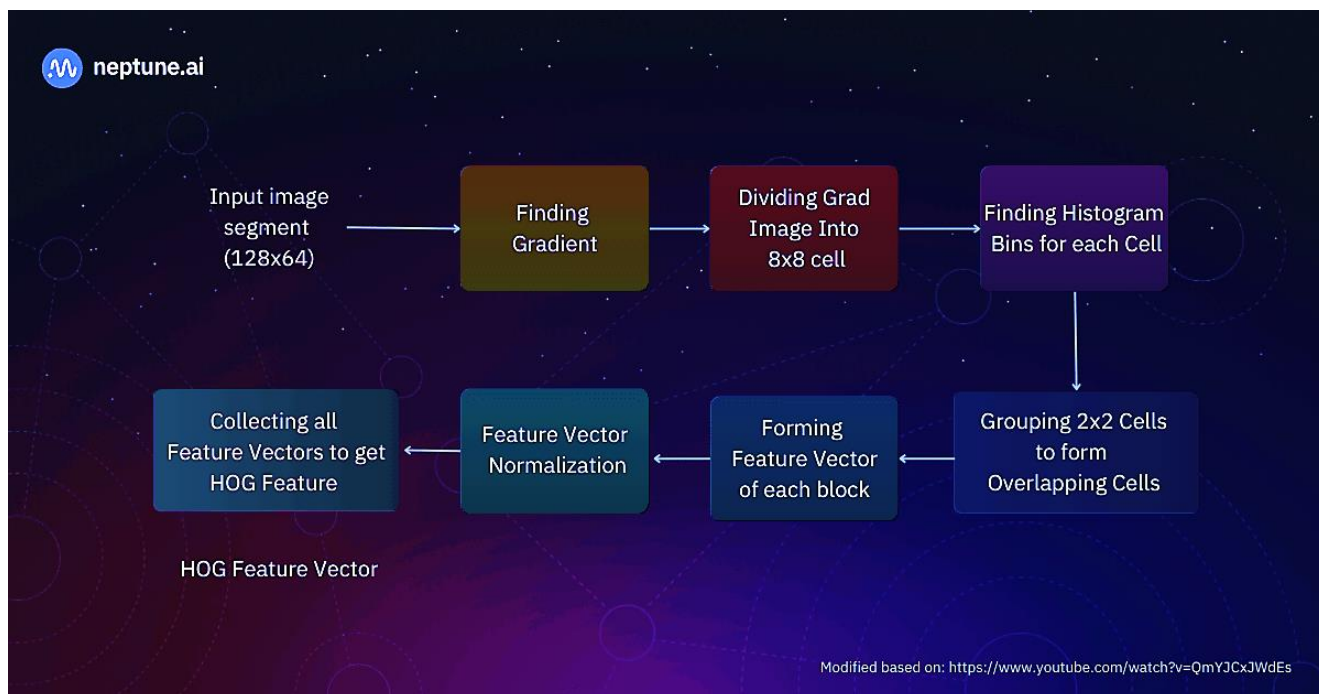 neptune.ai
Input image
segment
(128x64)
Finding
Gradient
Dividing Grad
Image Into
8x8 cell
Finding Histogram
Bins for each Cell
Grouping 2x2 Cells
to form
Overlapping Cells
Forming
Feature Vector
of each block
Feature Vector
Normalization
Collecting all
Feature Vectors to get
HOG Feature
HOG Feature Vector
Modified based on: https://www.youtube.com/watch?v=QmYJCxJWdEs